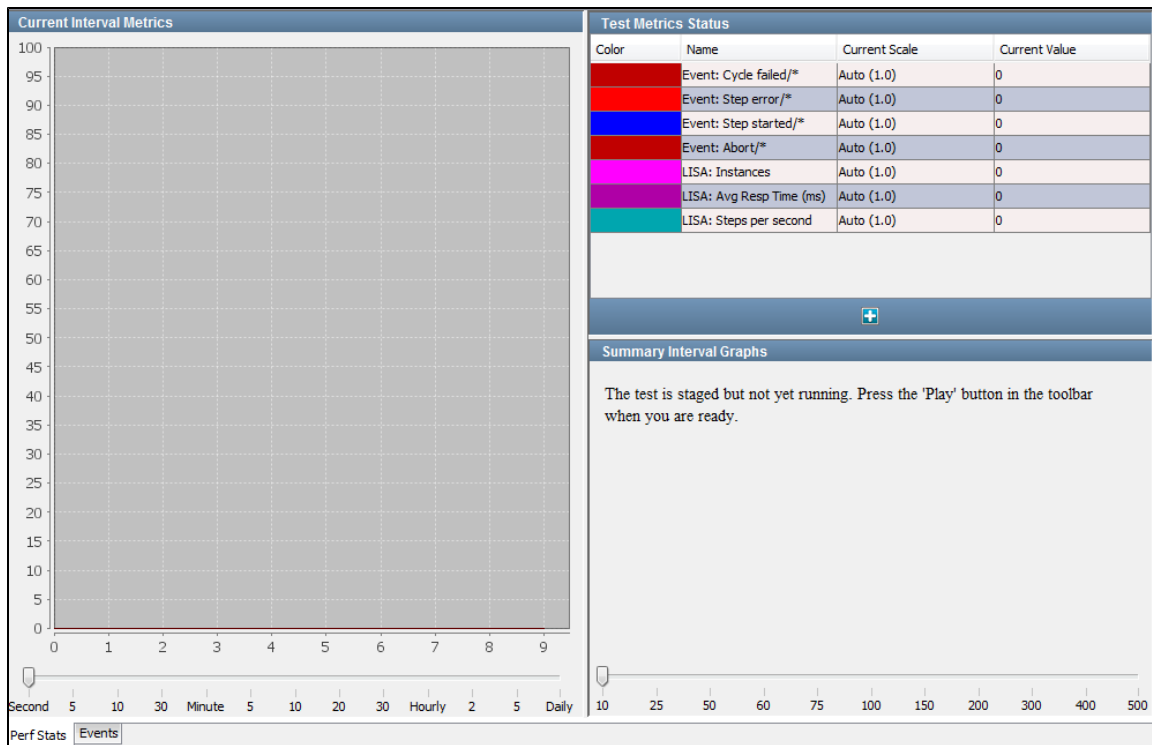 Current Interval Metrics
100
95
90
85
80
75
70
65
60
55
50
45
40
35
30
25
20
15
10
5
0
0 1 2 3 4 5 6 7 8 9
Second 5 10 30 Minute 5 10 20 30 Hourly 2 5 Daily
Test Metrics Status
Color Name Current Scale Current Value
Event: Cycle failed/* Auto (1.0) 0
Event: Step error/* Auto (1.0) 0
Event: Step started/* Auto (1.0) 0
Event: Abort/* Auto (1.0) 0
LISA: Instances Auto (1.0) 0
LISA: Avg Resp Time (ms) Auto (1.0) 0
LISA: Steps per second Auto (1.0) 0
Summary Interval Graphs
The test is staged but not yet running. Press the 'Play' button in the toolbar
when you are ready.
10 25 50 60 75 100 150 200 300 400 500
Perf Stats Events